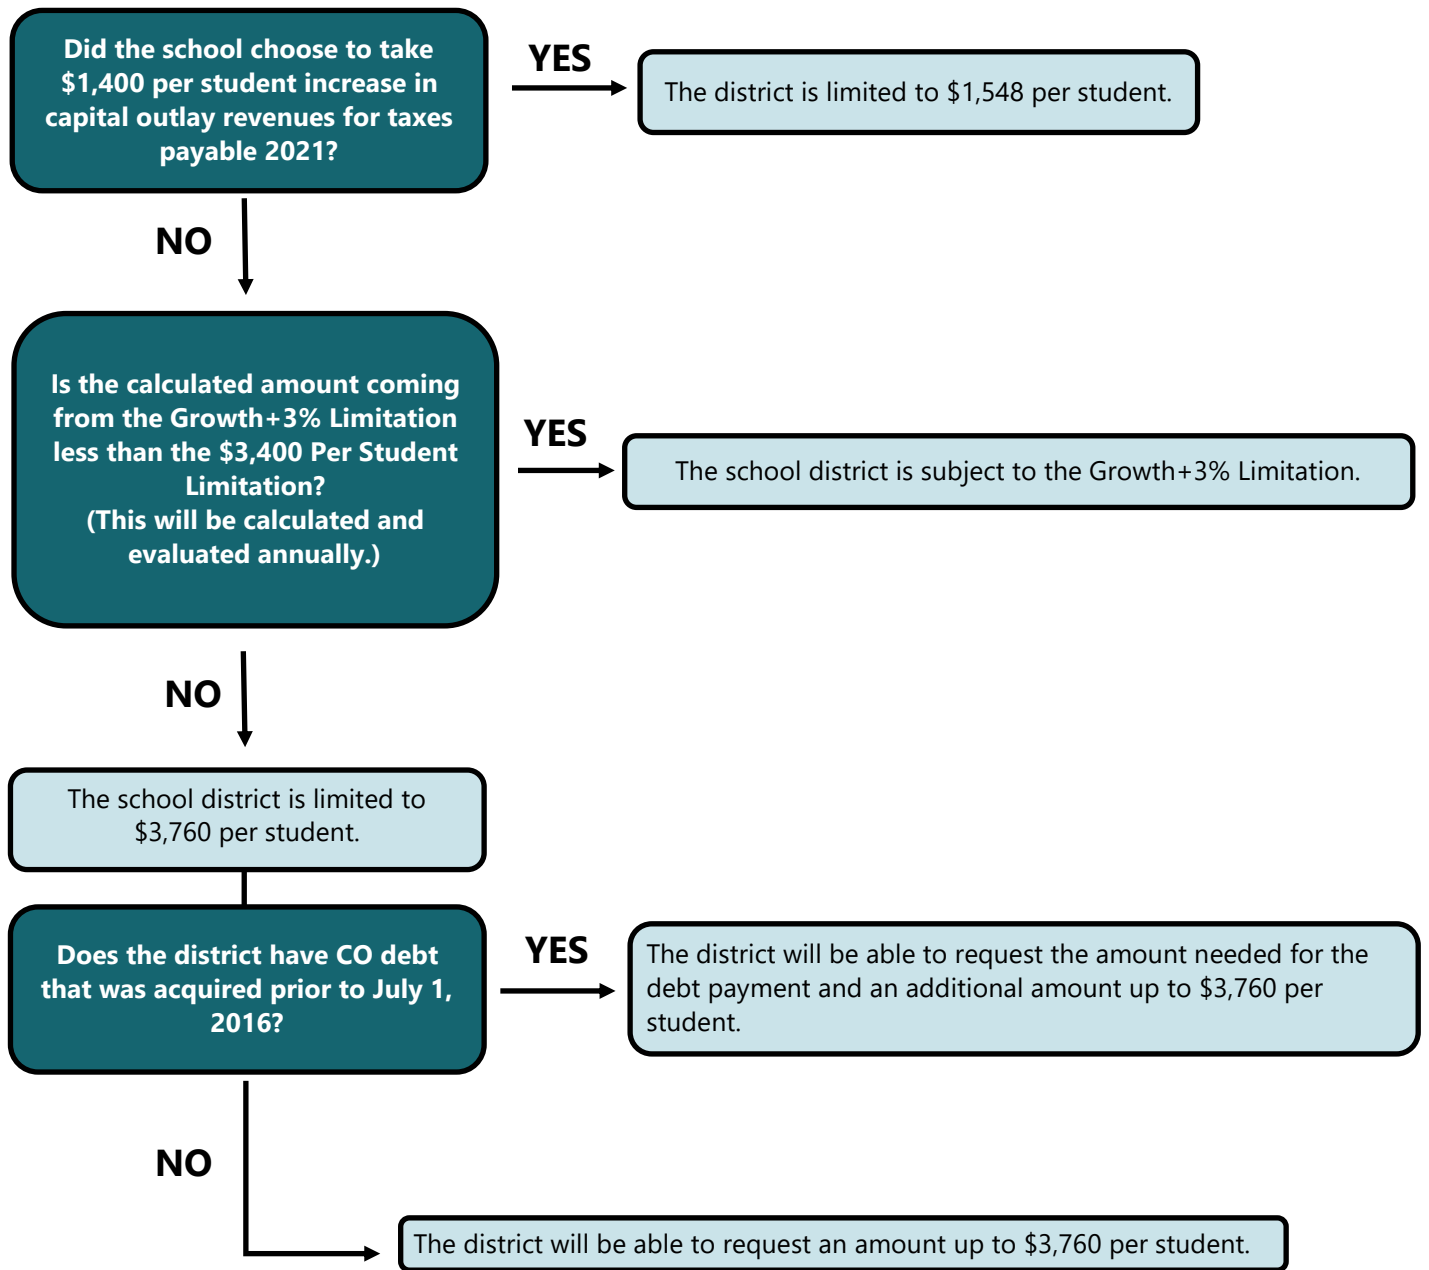 Did the school choose to take
$1,400 per student increase in
capital outlay revenues for taxes
payable 2021?
YES
The district is limited to $1,548 per student.
NO
Is the calculated amount coming
from the Growth+3% Limitation
less than the $3,400 Per Student
Limitation?
(This will be calculated and
evaluated annually.)
YES
The school district is subject to the Growth+3% Limitation.
NO
The school district is limited to
$3,760 per student.
Does the district have CO debt
that was acquired prior to July 1,
2016?
YES
The district will be able to request the amount needed for the
debt payment and an additional amount up to $3,760 per
student.
NO
The district will be able to request an amount up to $3,760 per student.